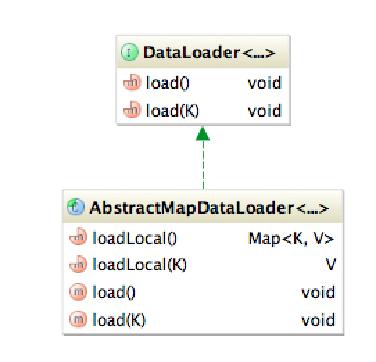 DataLoader<...>
load() void
load(K) void
AbstractMapDataLoader<...>
loadLocal() Map<K, V>
loadLocal(K) V
load() void
load(K) void